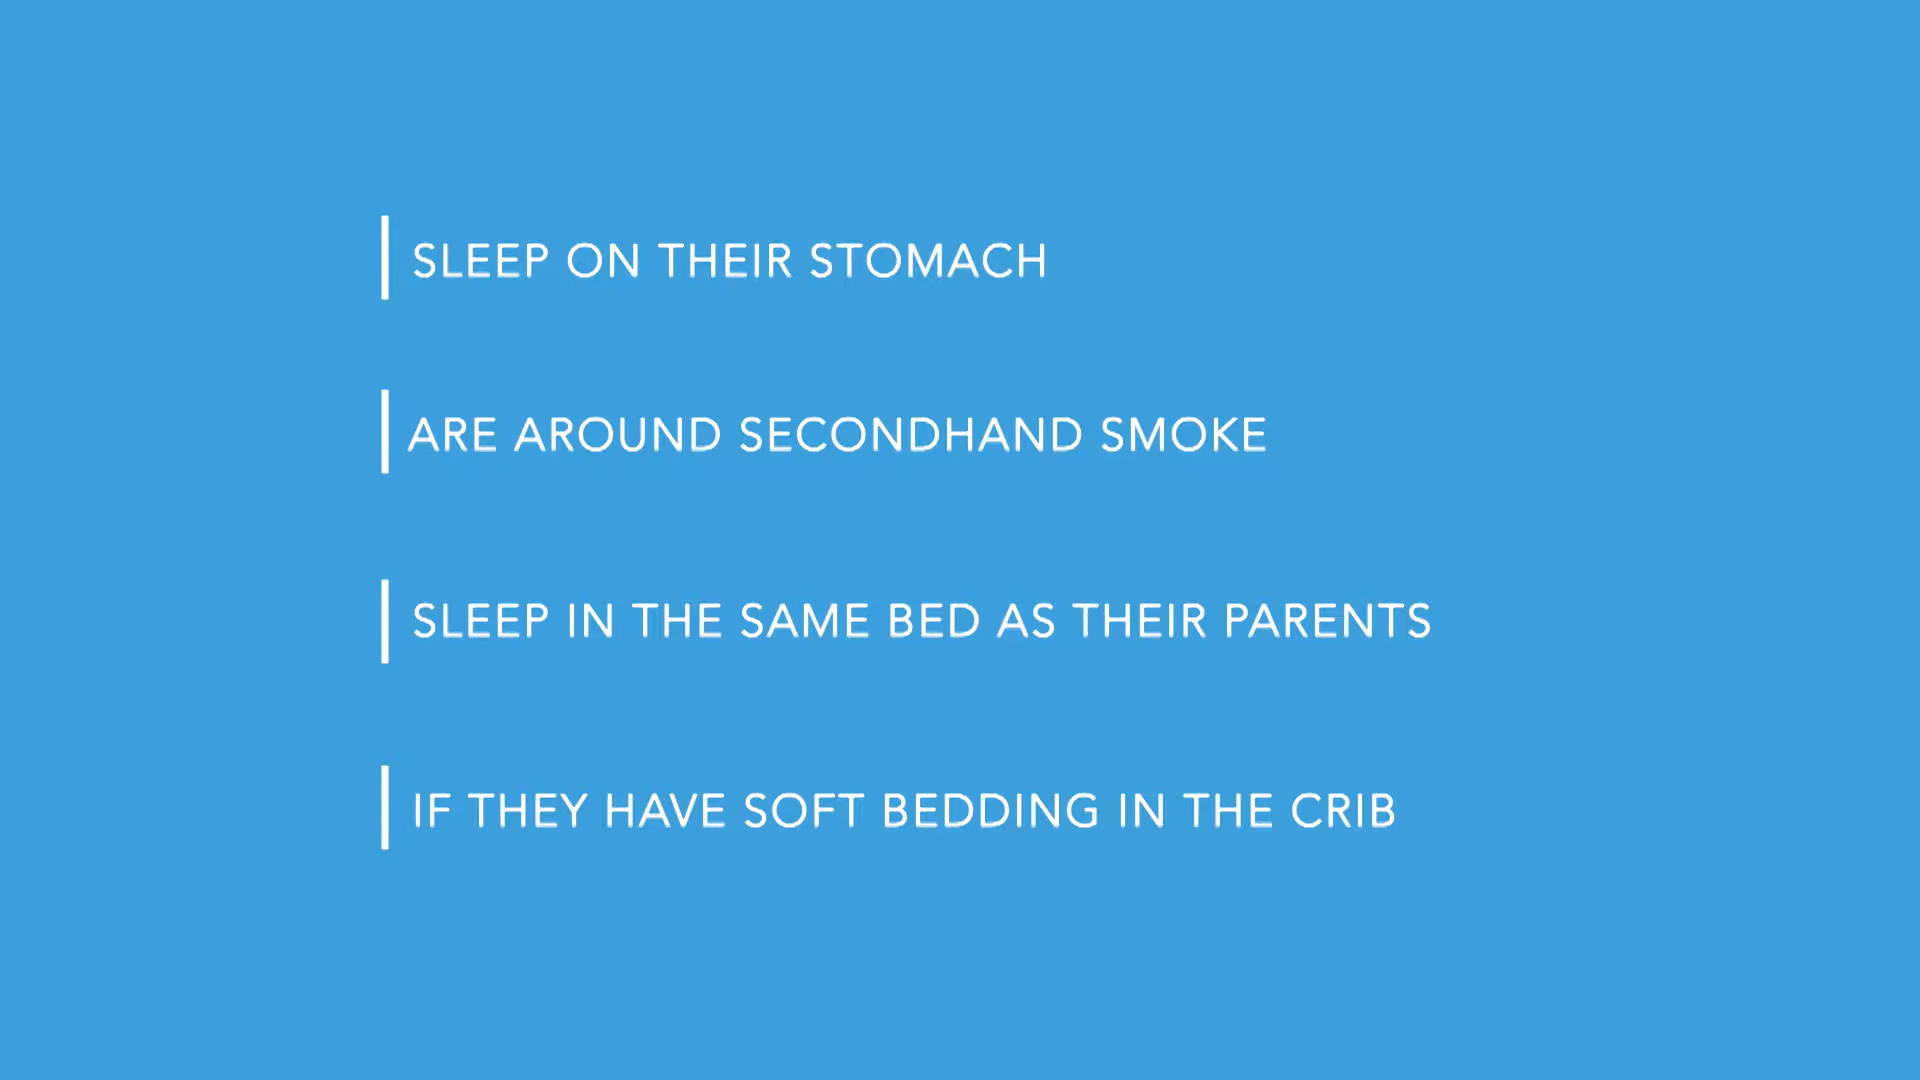 SLEEP ON THEIR STOMACH
ARE AROUND SECONDHAND SMOKE
SLEEP IN THE SAME BED AS THEIR PARENTS
IF THEY HAVE SOFT BEDDING IN THE CRIB